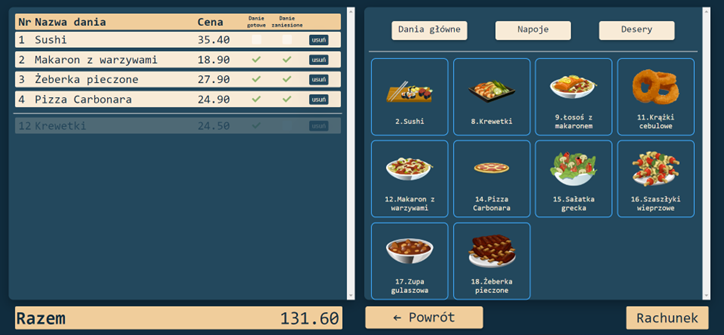 Nr Nazwa dania Cena Danie gotowe Danie zaniesione
1 Sushi 35.40 usuń
2 Makaron z warzywami 18.90 usuń
3 Żeberka pieczone 27.90 usuń
4 Pizza Carbonara 24.90 usuń
12 Krewetki 24.50 usuń
Razem 131.60
Dania główne Napoje Desery
2.Sushi
8.Krewetki
9.Łosoś z
makaronem
11.Krążki
cebulowe
12.Makaron z
warzywami
14.Pizza
Carbonara
15.Sałatka
grecka
16.Szaszłyki
wieprzowe
17.Zupa
gulaszowa
18.Żeberka
pieczone
← Powrót
Rachunek